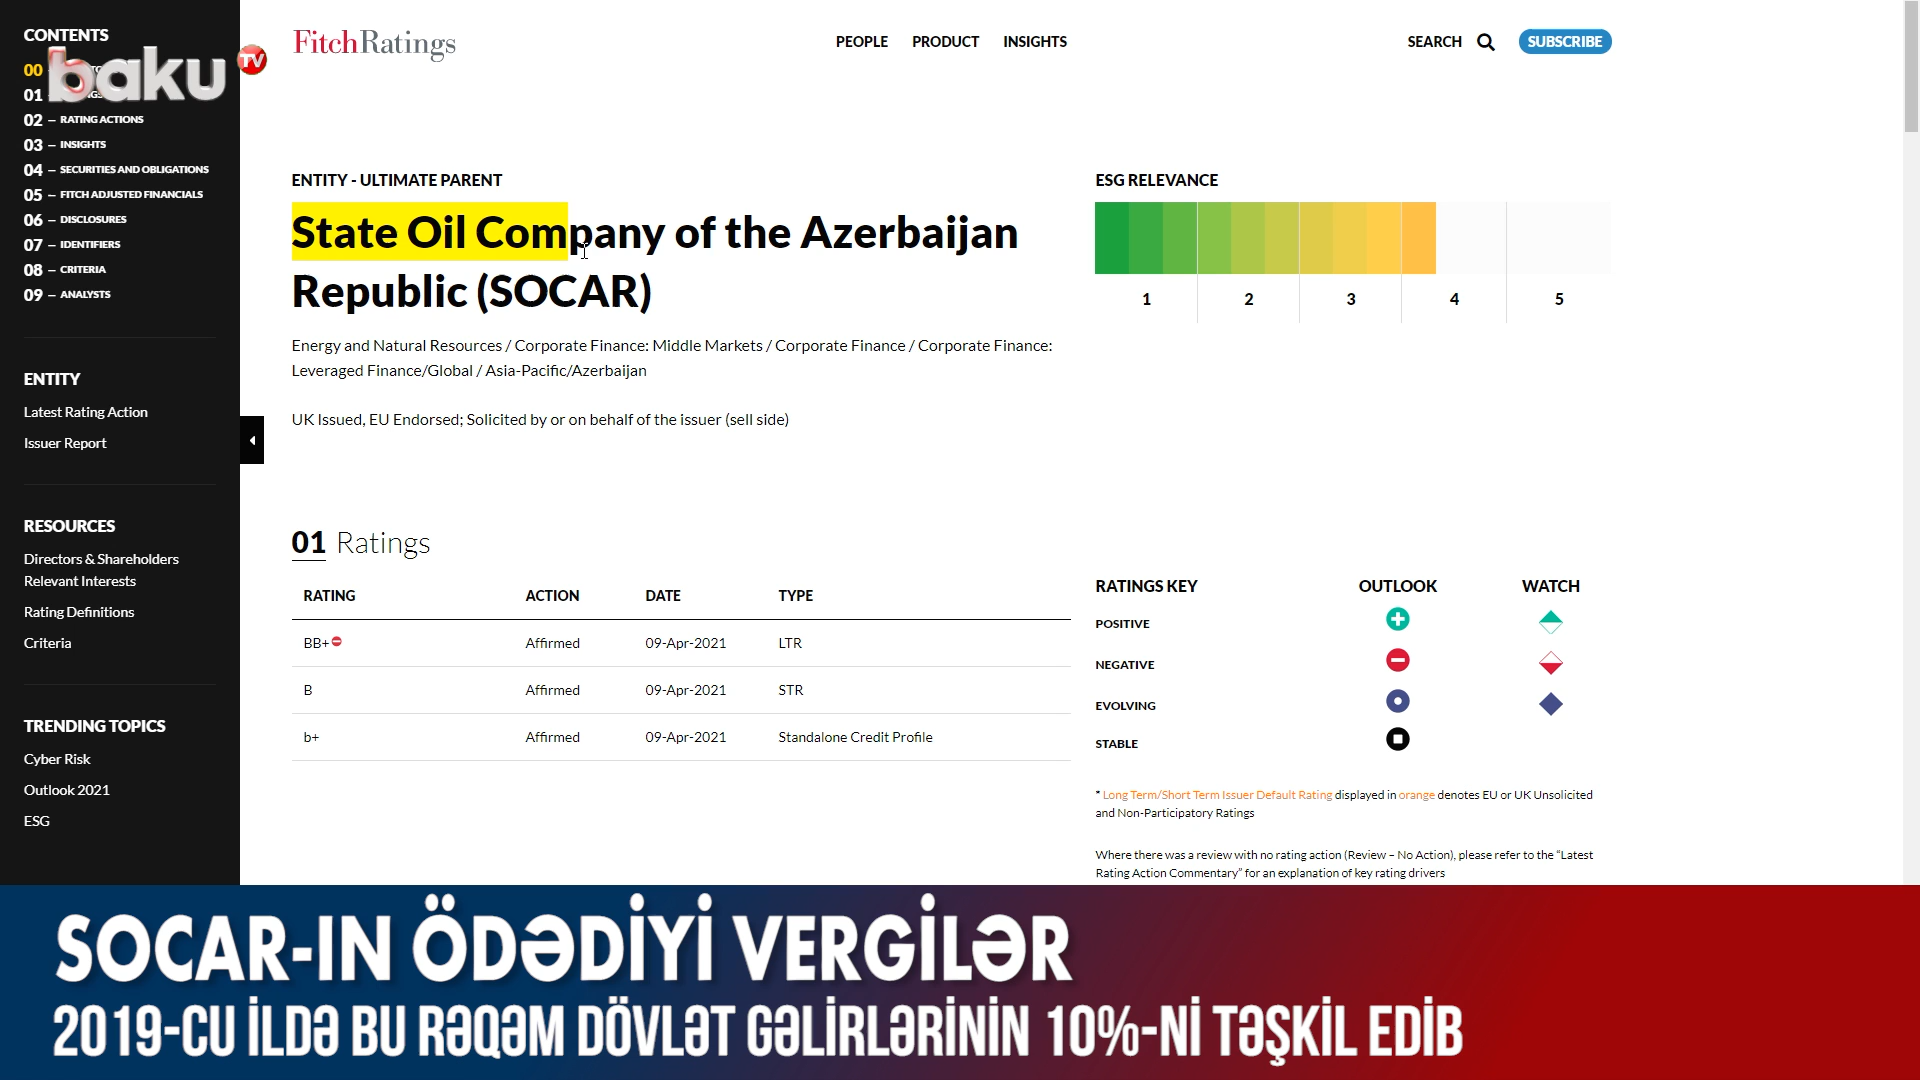 CONTENTS
00
01
02 – RATING ACTIONS
03 – INSIGHTS
04 – SECURITIES AND OBLIGATIONS
05 – FITCH ADJUSTED FINANCIALS
06 – DISCLOSURES
07 – IDENTIFIERS
08 – CRITERIA
09 – ANALYSTS
baku TV
ENTITY
Latest Rating Action
Issuer Report
RESOURCES
Directors & Shareholders
Relevant Interests
Rating Definitions
Criteria
TRENDING TOPICS
Cyber Risk
Outlook 2021
ESG
FitchRatings
PEOPLE PRODUCT INSIGHTS
SEARCH SUBSCRIBE
ENTITY - ULTIMATE PARENT
State Oil Company of the Azerbaijan
Republic (SOCAR)
Energy and Natural Resources / Corporate Finance: Middle Markets / Corporate Finance / Corporate Finance:
Leveraged Finance/Global / Asia-Pacific/Azerbaijan
UK Issued, EU Endorsed; Solicited by or on behalf of the issuer (sell side)
ESG RELEVANCE
1 2 3 4 5
01 Ratings
RATING ACTION DATE TYPE
BB+ Affirmed 09-Apr-2021 LTR
B Affirmed 09-Apr-2021 STR
b+ Affirmed 09-Apr-2021 Standalone Credit Profile
RATINGS KEY OUTLOOK WATCH
POSITIVE
NEGATIVE
EVOLVING
STABLE
* Long Term/Short Term Issuer Default Rating displayed in orange denotes EU or UK Unsolicited
and Non-Participatory Ratings
Where there was a review with no rating action (Review – No Action), please refer to the “Latest
Rating Action Commentary” for an explanation of key rating drivers
SOCAR-IN ÖDƏDİYİ VERGİLƏR
2019-CU İLDƏ BU RƏQƏM DÖVLƏT GƏLİRLƏRİNİN 10%-Nİ TƏŞKİL EDİB